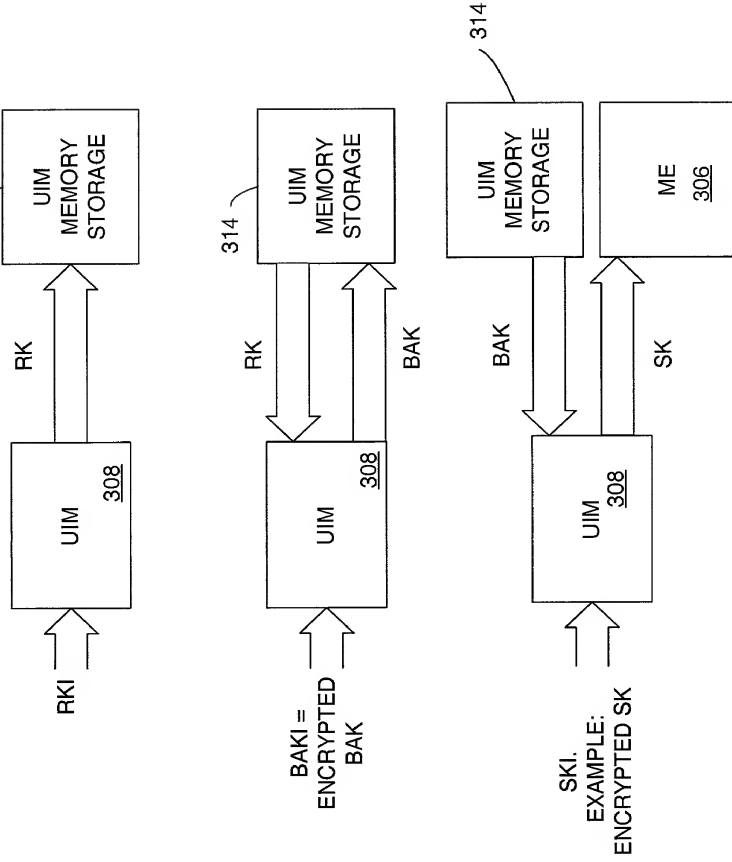 RKI
UIM
308
RK
UIM
MEMORY
STORAGE
BAKI =
ENCRYPTED
BAK
UIM
308
RK
BAK
314
UIM
MEMORY
STORAGE
SKI.
EXAMPLE:
ENCRYPTED SK
UIM
308
BAK
SK
314
UIM
MEMORY
STORAGE
ME
306